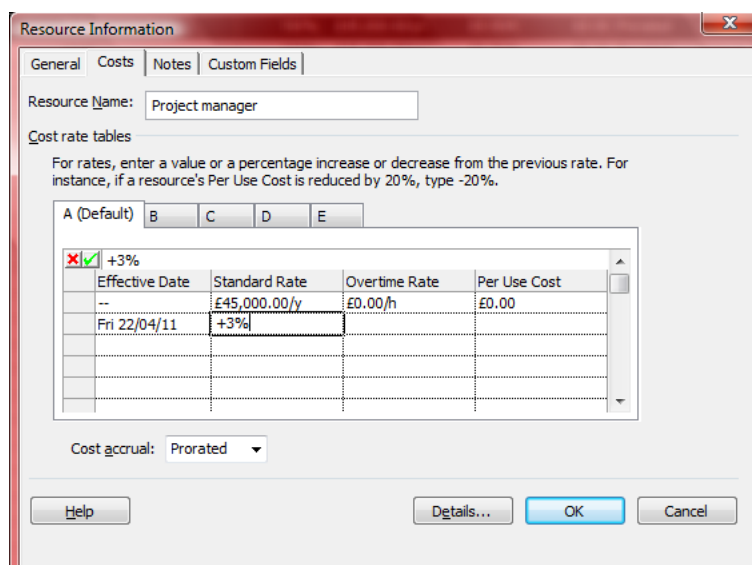 Resource Information
General Costs Notes Custom Fields
Resource Name: Project manager
Cost rate tables
For rates, enter a value or a percentage increase or decrease from the previous rate. For
instance, if a resource's Per Use Cost is reduced by 20%, type -20%.
A (Default) B C D E
+3%
Effective Date Standard Rate Overtime Rate Per Use Cost
-- £45,000.00/y £0.00/h £0.00
Fri 22/04/11 +3%
Cost accrual: Prorated
Help Details... OK Cancel